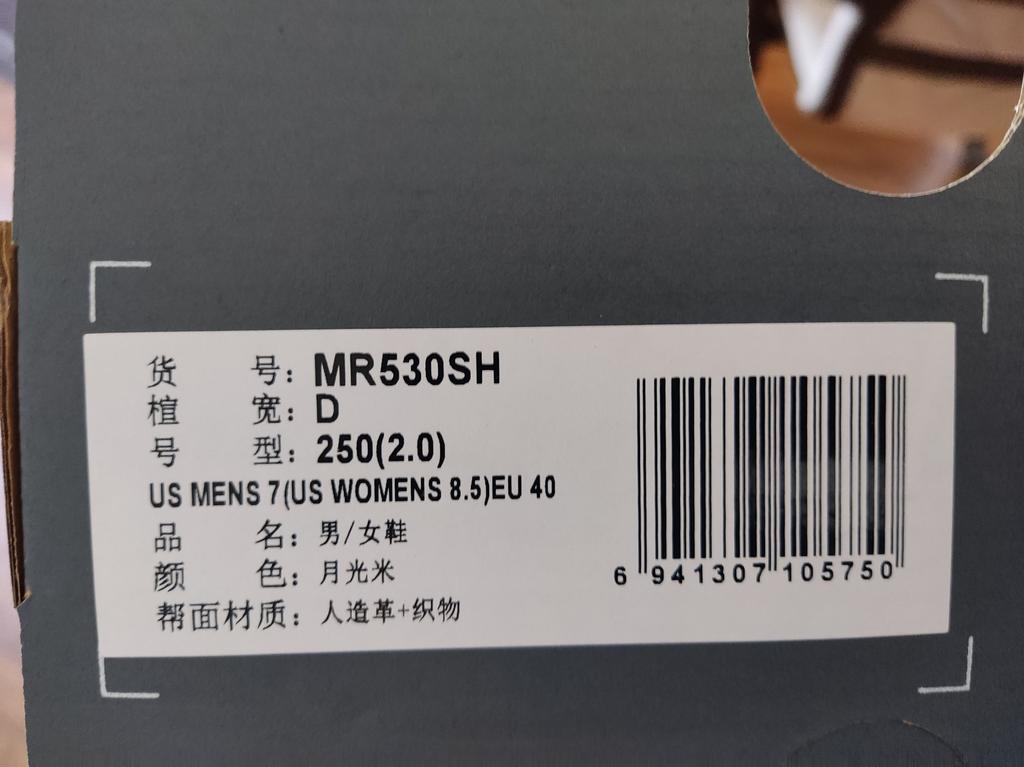 货 号：MR530SH
楦 宽：D
号 型：250(2.0)
US MENS 7(US WOMENS 8.5)EU 40
品 名：男/女鞋
颜 色：月光米
帮面材质：人造革+织物
6 941307 105750